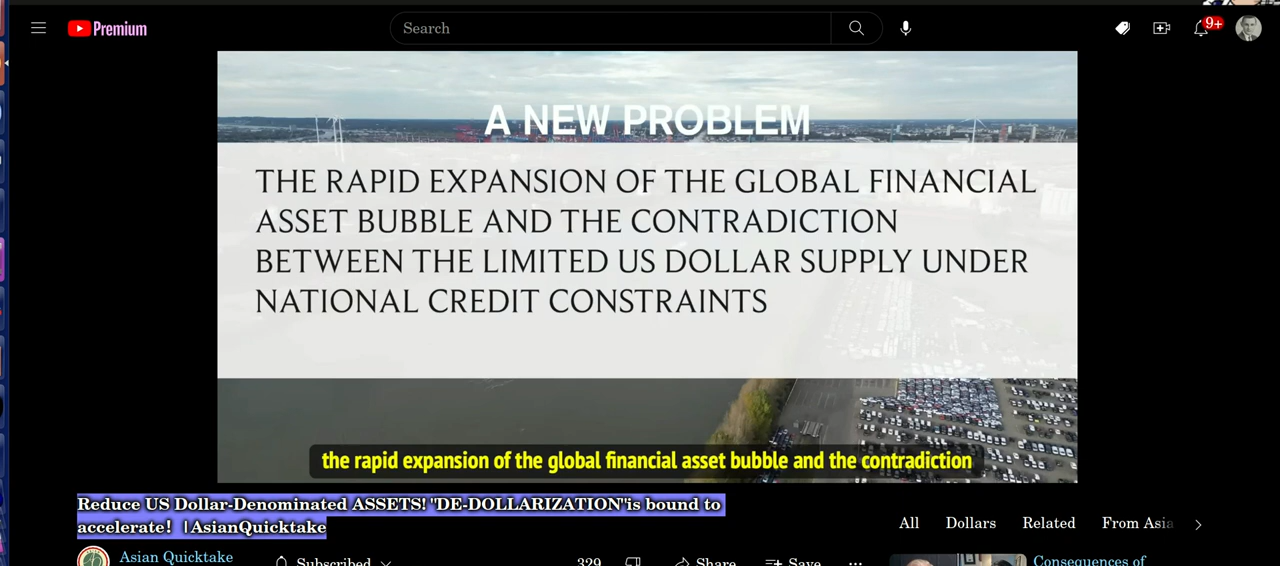 Premium
Search
9+
A NEW PROBLEM
THE RAPID EXPANSION OF THE GLOBAL FINANCIAL
ASSET BUBBLE AND THE CONTRADICTION
BETWEEN THE LIMITED US DOLLAR SUPPLY UNDER
NATIONAL CREDIT CONSTRAINTS
the rapid expansion of the global financial asset bubble and the contradiction
Reduce US Dollar-Denominated ASSETS! "DE-DOLLARIZATION"is bound to
accelerate! |AsianQuicktake
All Dollars Related From Asia
Asian Quicktake
Subscribed 329 Share Save
Consequences of